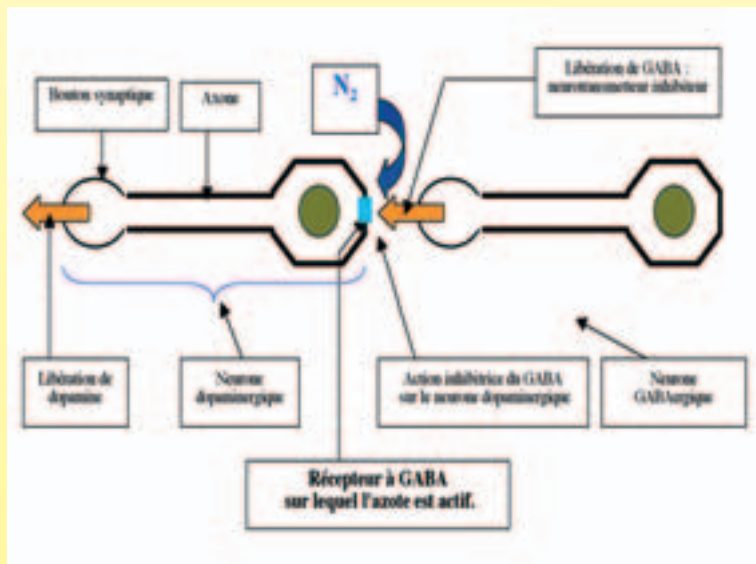 Bouton synaptique
Axone
N₂
Libération de GABA :
neurotransmetteur inhibiteur
Libération de
dopamine
Neurone
dopaminergique
Action inhibitrice du GABA
sur le neurone dopaminergique
Neurone
GABAergique
Récepteur à GABA
sur lequel l'azote est actif.